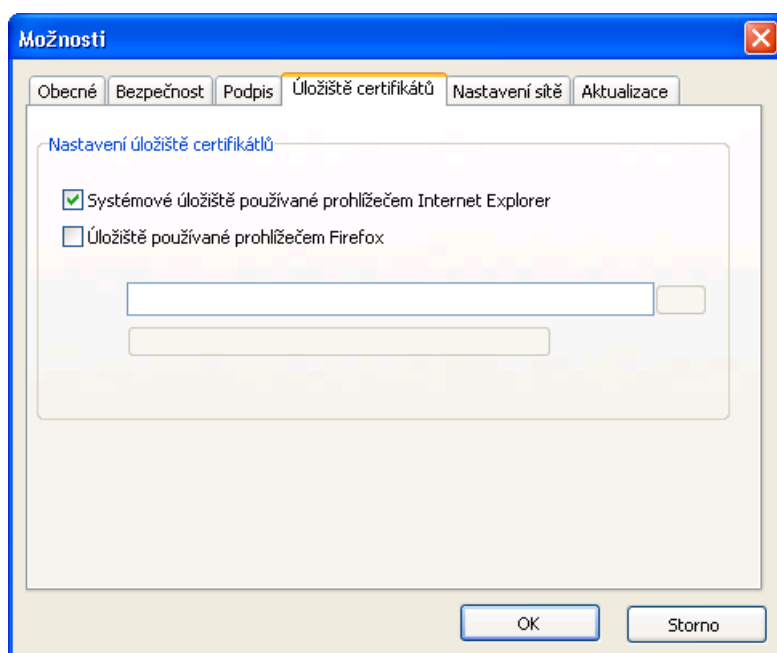 Možnosti
Obecné Bezpečnost Podpis Úložiště certifikátů Nastavení sítě Aktualizace
Nastavení úložiště certifikátlů
Systémové úložiště používané prohlížečem Internet Explorer
Úložiště používané prohlížečem Firefox
OK Storno